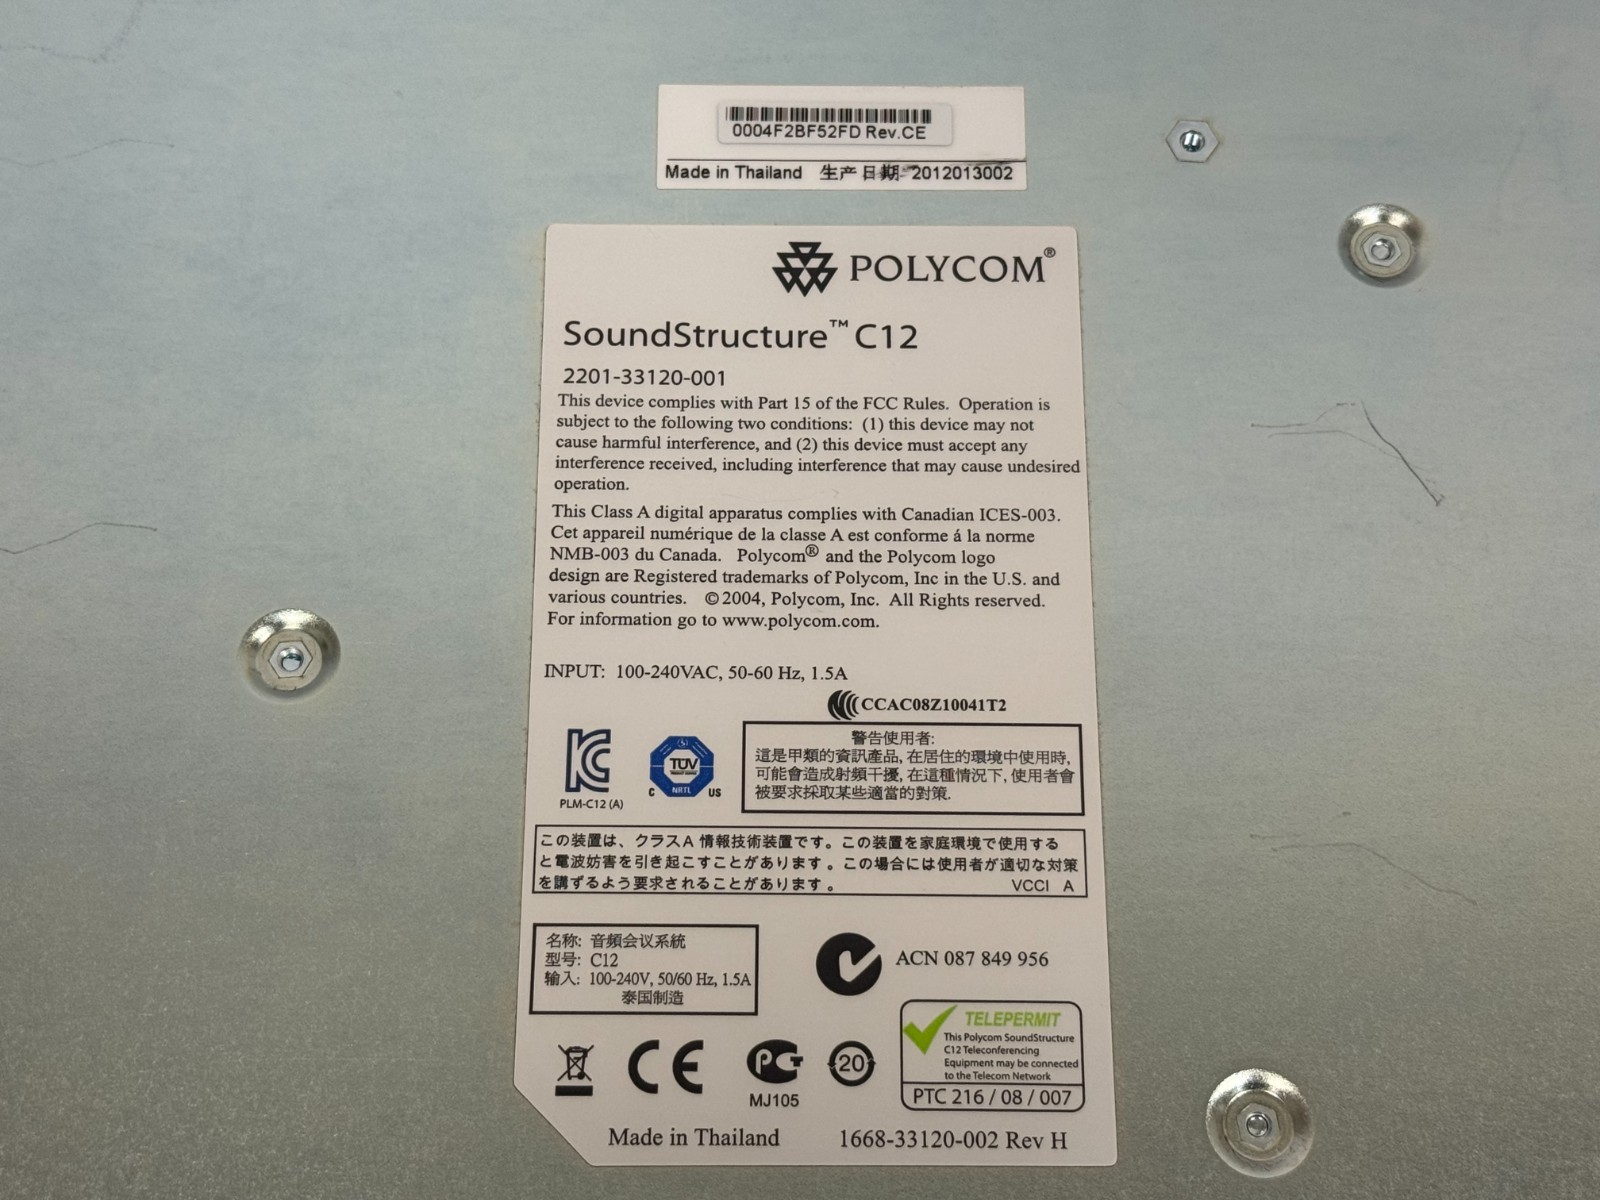 0004F2BF52FD Rev.CE
Made in Thailand 生产日期 2012013002
POLYCOM®
SoundStructure™ C12
2201-33120-001
This device complies with Part 15 of the FCC Rules. Operation is
subject to the following two conditions: (1) this device may not
cause harmful interference, and (2) this device must accept any
interference received, including interference that may cause undesired
operation.
This Class A digital apparatus complies with Canadian ICES-003.
Cet appareil numérique de la classe A est conforme á la norme
NMB-003 du Canada. Polycom® and the Polycom logo
design are Registered trademarks of Polycom, Inc in the U.S. and
various countries. ©2004, Polycom, Inc. All Rights reserved.
For information go to www.polycom.com.
INPUT: 100-240VAC, 50-60 Hz, 1.5A
CCAC08Z10041T2
PLM-C12 (A)
TÜV
C NRTL US
警告使用者:
這是甲類的資訊產品, 在居住的環境中使用時,
可能會造成射頻干擾, 在這種情況下, 使用者會
被要求採取某些適當的對策.
この装置は、クラスA 情報技術装置です。この装置を家庭環境で使用する
と電波妨害を引き起こすことがあります。この場合には使用者が適切な対策
を講ずるよう要求されることがあります。 VCCI A
名称: 音頻会议系統
型号: C12
输入: 100-240V, 50/60 Hz, 1.5A
泰国制造
ACN 087 849 956
TELEPERMIT
This Polycom SoundStructure
C12 Teleconferencing
Equipment may be connected
to the Telecom Network
PTC 216 / 08 / 007
CE
MJ105
20
Made in Thailand 1668-33120-002 Rev H